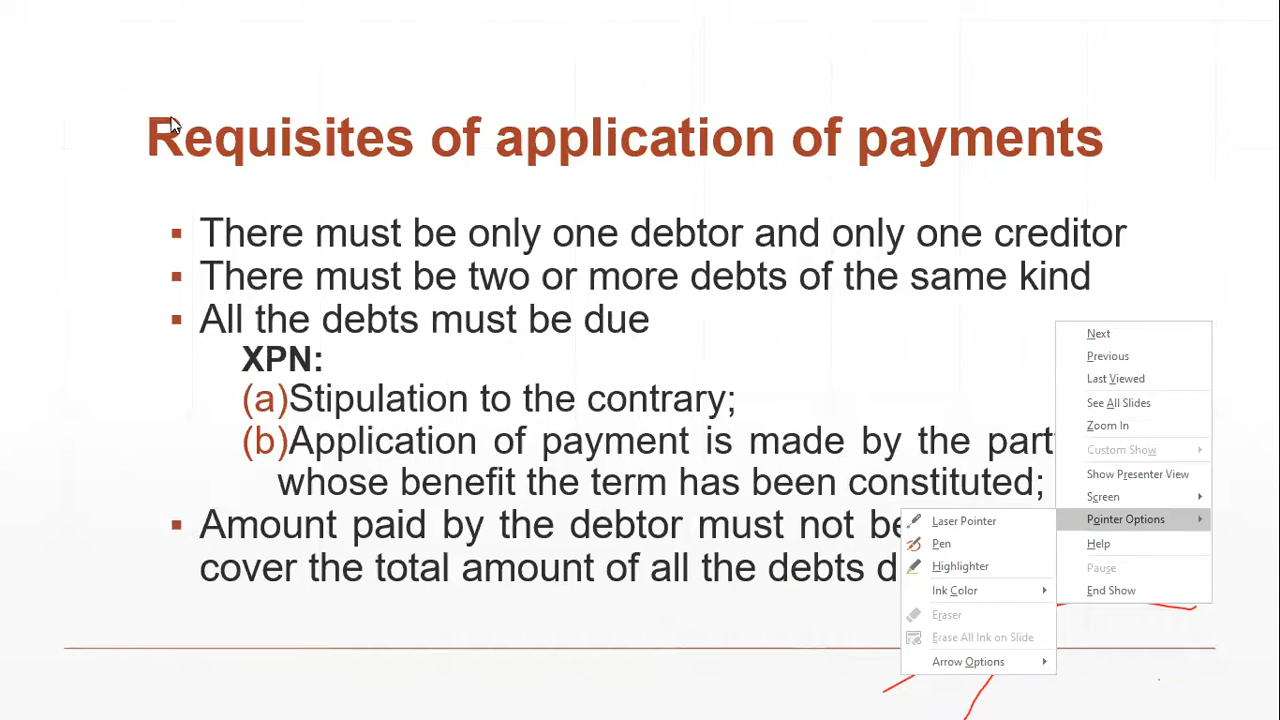 Requisites of application of payments
▪ There must be only one debtor and only one creditor
▪ There must be two or more debts of the same kind
▪ All the debts must be due
XPN:
(a)Stipulation to the contrary;
(b)Application of payment is made by the
whose benefit the term has been constituted;
▪ Amount paid by the debtor must not
cover the total amount of all the debts
Next
Previous
Last Viewed
See All Slides
Zoom In
Custom Show
Show Presenter View
Screen
Pointer Options
Help
Pause
End Show
Laser Pointer
Pen
Highlighter
Ink Color
Eraser
Erase All Ink on Slide
Arrow Options